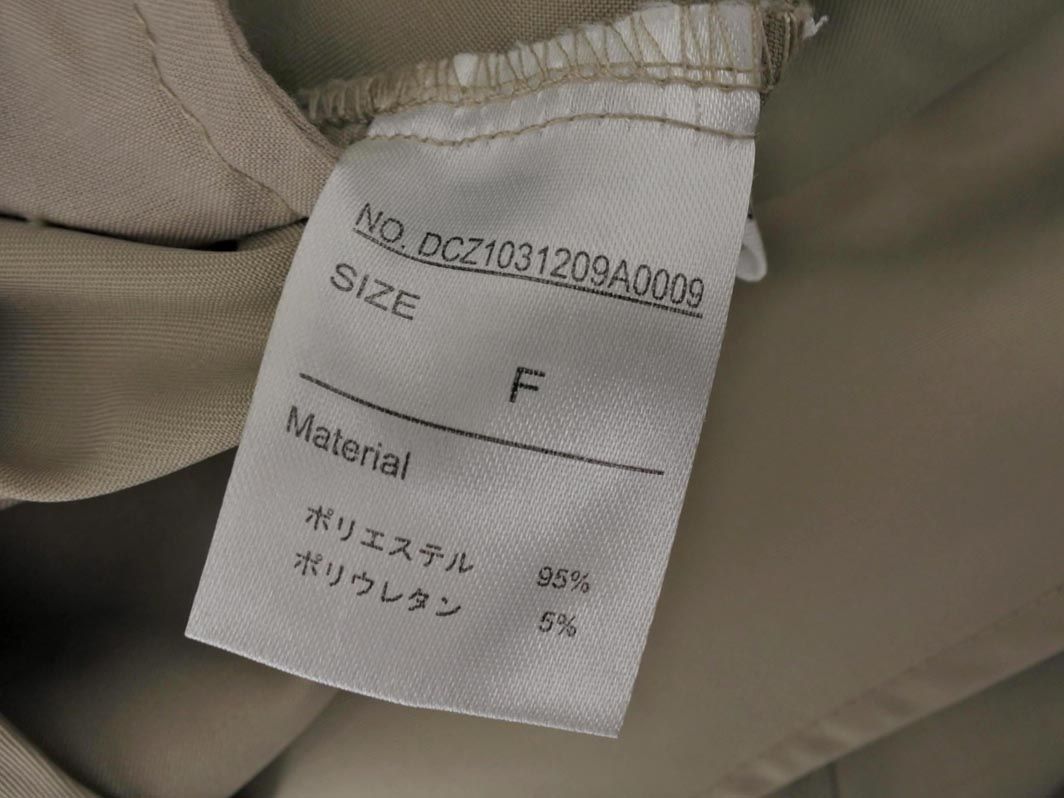 NO. DCZ1031209A0009
SIZE
F
Material
ポリエステル 95%
ポリウレタン 5%